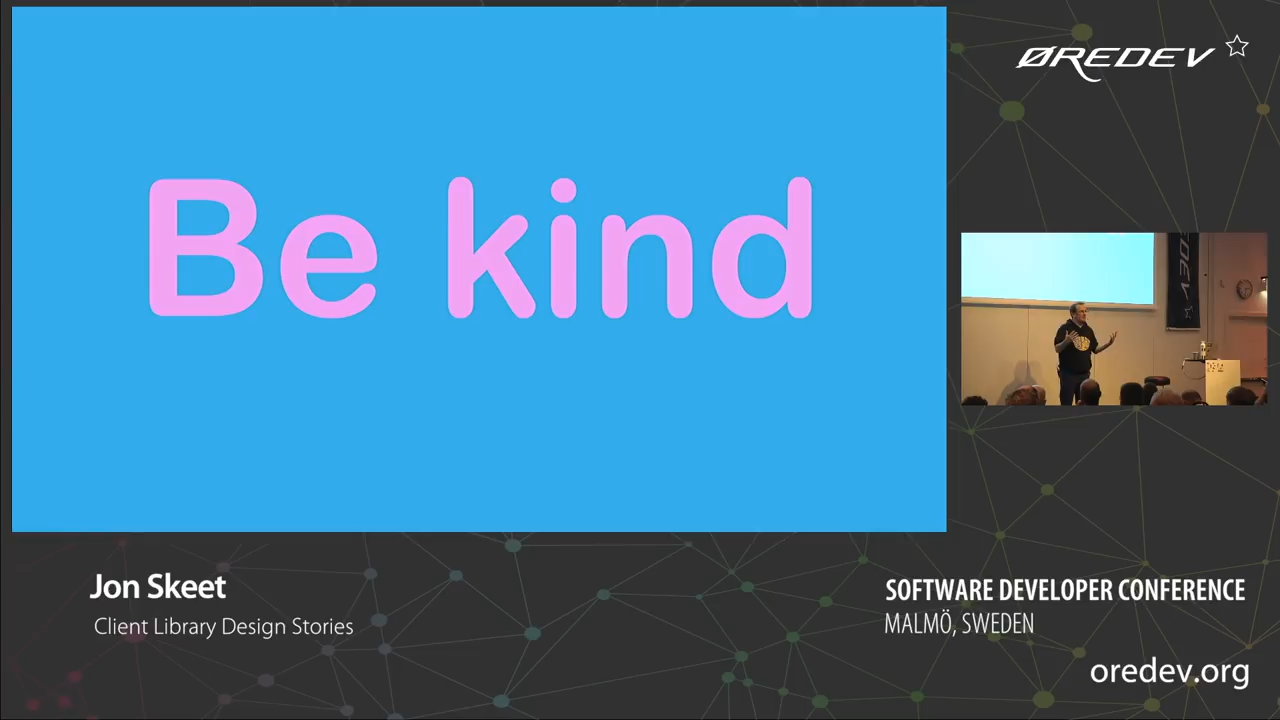 Be kind
ØREDEV
Jon Skeet
Client Library Design Stories
SOFTWARE DEVELOPER CONFERENCE
MALMÖ, SWEDEN
oredev.org